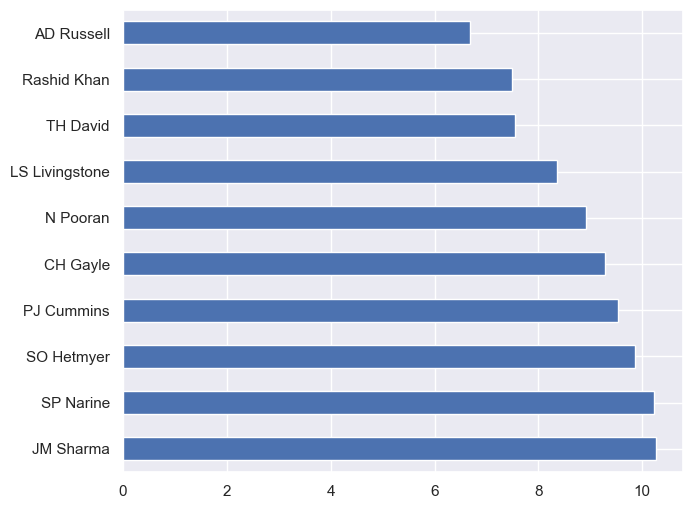 AD Russell
Rashid Khan
TH David
LS Livingstone
N Pooran
CH Gayle
PJ Cummins
SO Hetmyer
SP Narine
JM Sharma
0 2 4 6 8 10